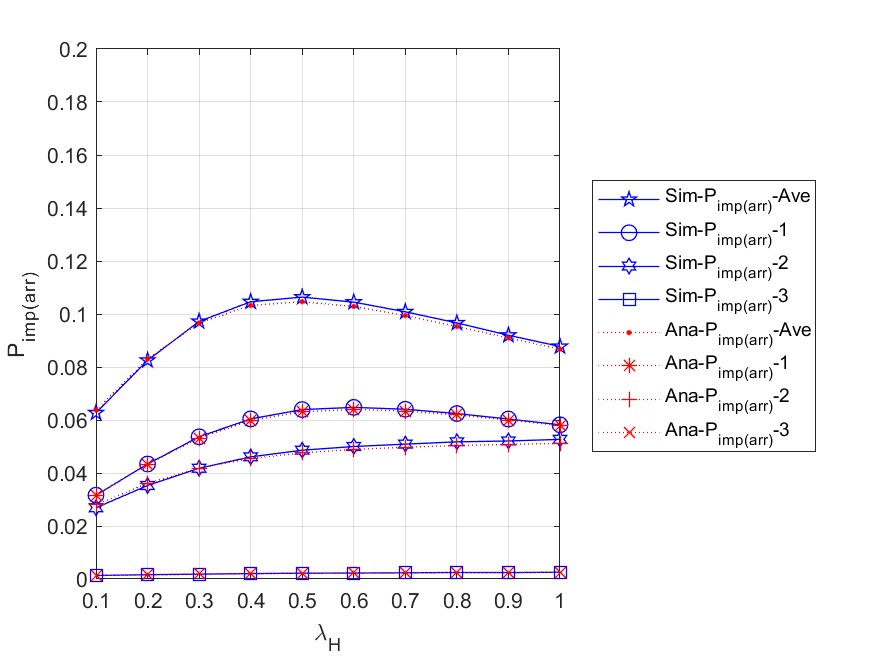 0.2
0.18
0.16
0.14
0.12
0.1
0.08
0.06
0.04
0.02
0
P_imp(arr)
0.1 0.2 0.3 0.4 0.5 0.6 0.7 0.8 0.9 1
λ_H
Sim-P_imp(arr)-Ave
Sim-P_imp(arr)-1
Sim-P_imp(arr)-2
Sim-P_imp(arr)-3
Ana-P_imp(arr)-Ave
Ana-P_imp(arr)-1
Ana-P_imp(arr)-2
Ana-P_imp(arr)-3